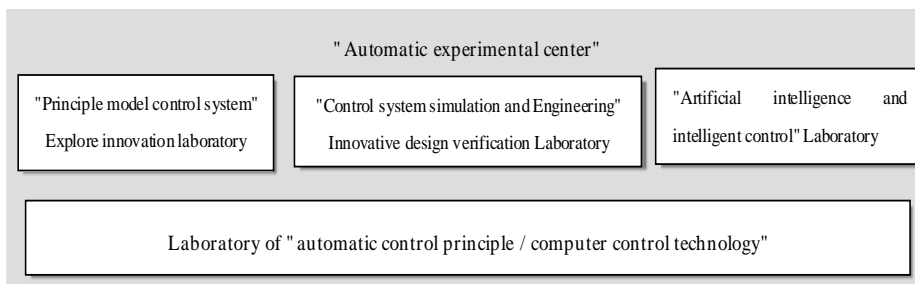 "Automatic experimental center"
"Principle model control system"
Explore innovation laboratory
"Control system simulation and Engineering"
Innovative design verification Laboratory
"Artificial intelligence and
intelligent control" Laboratory
Laboratory of "automatic control principle / computer control technology"